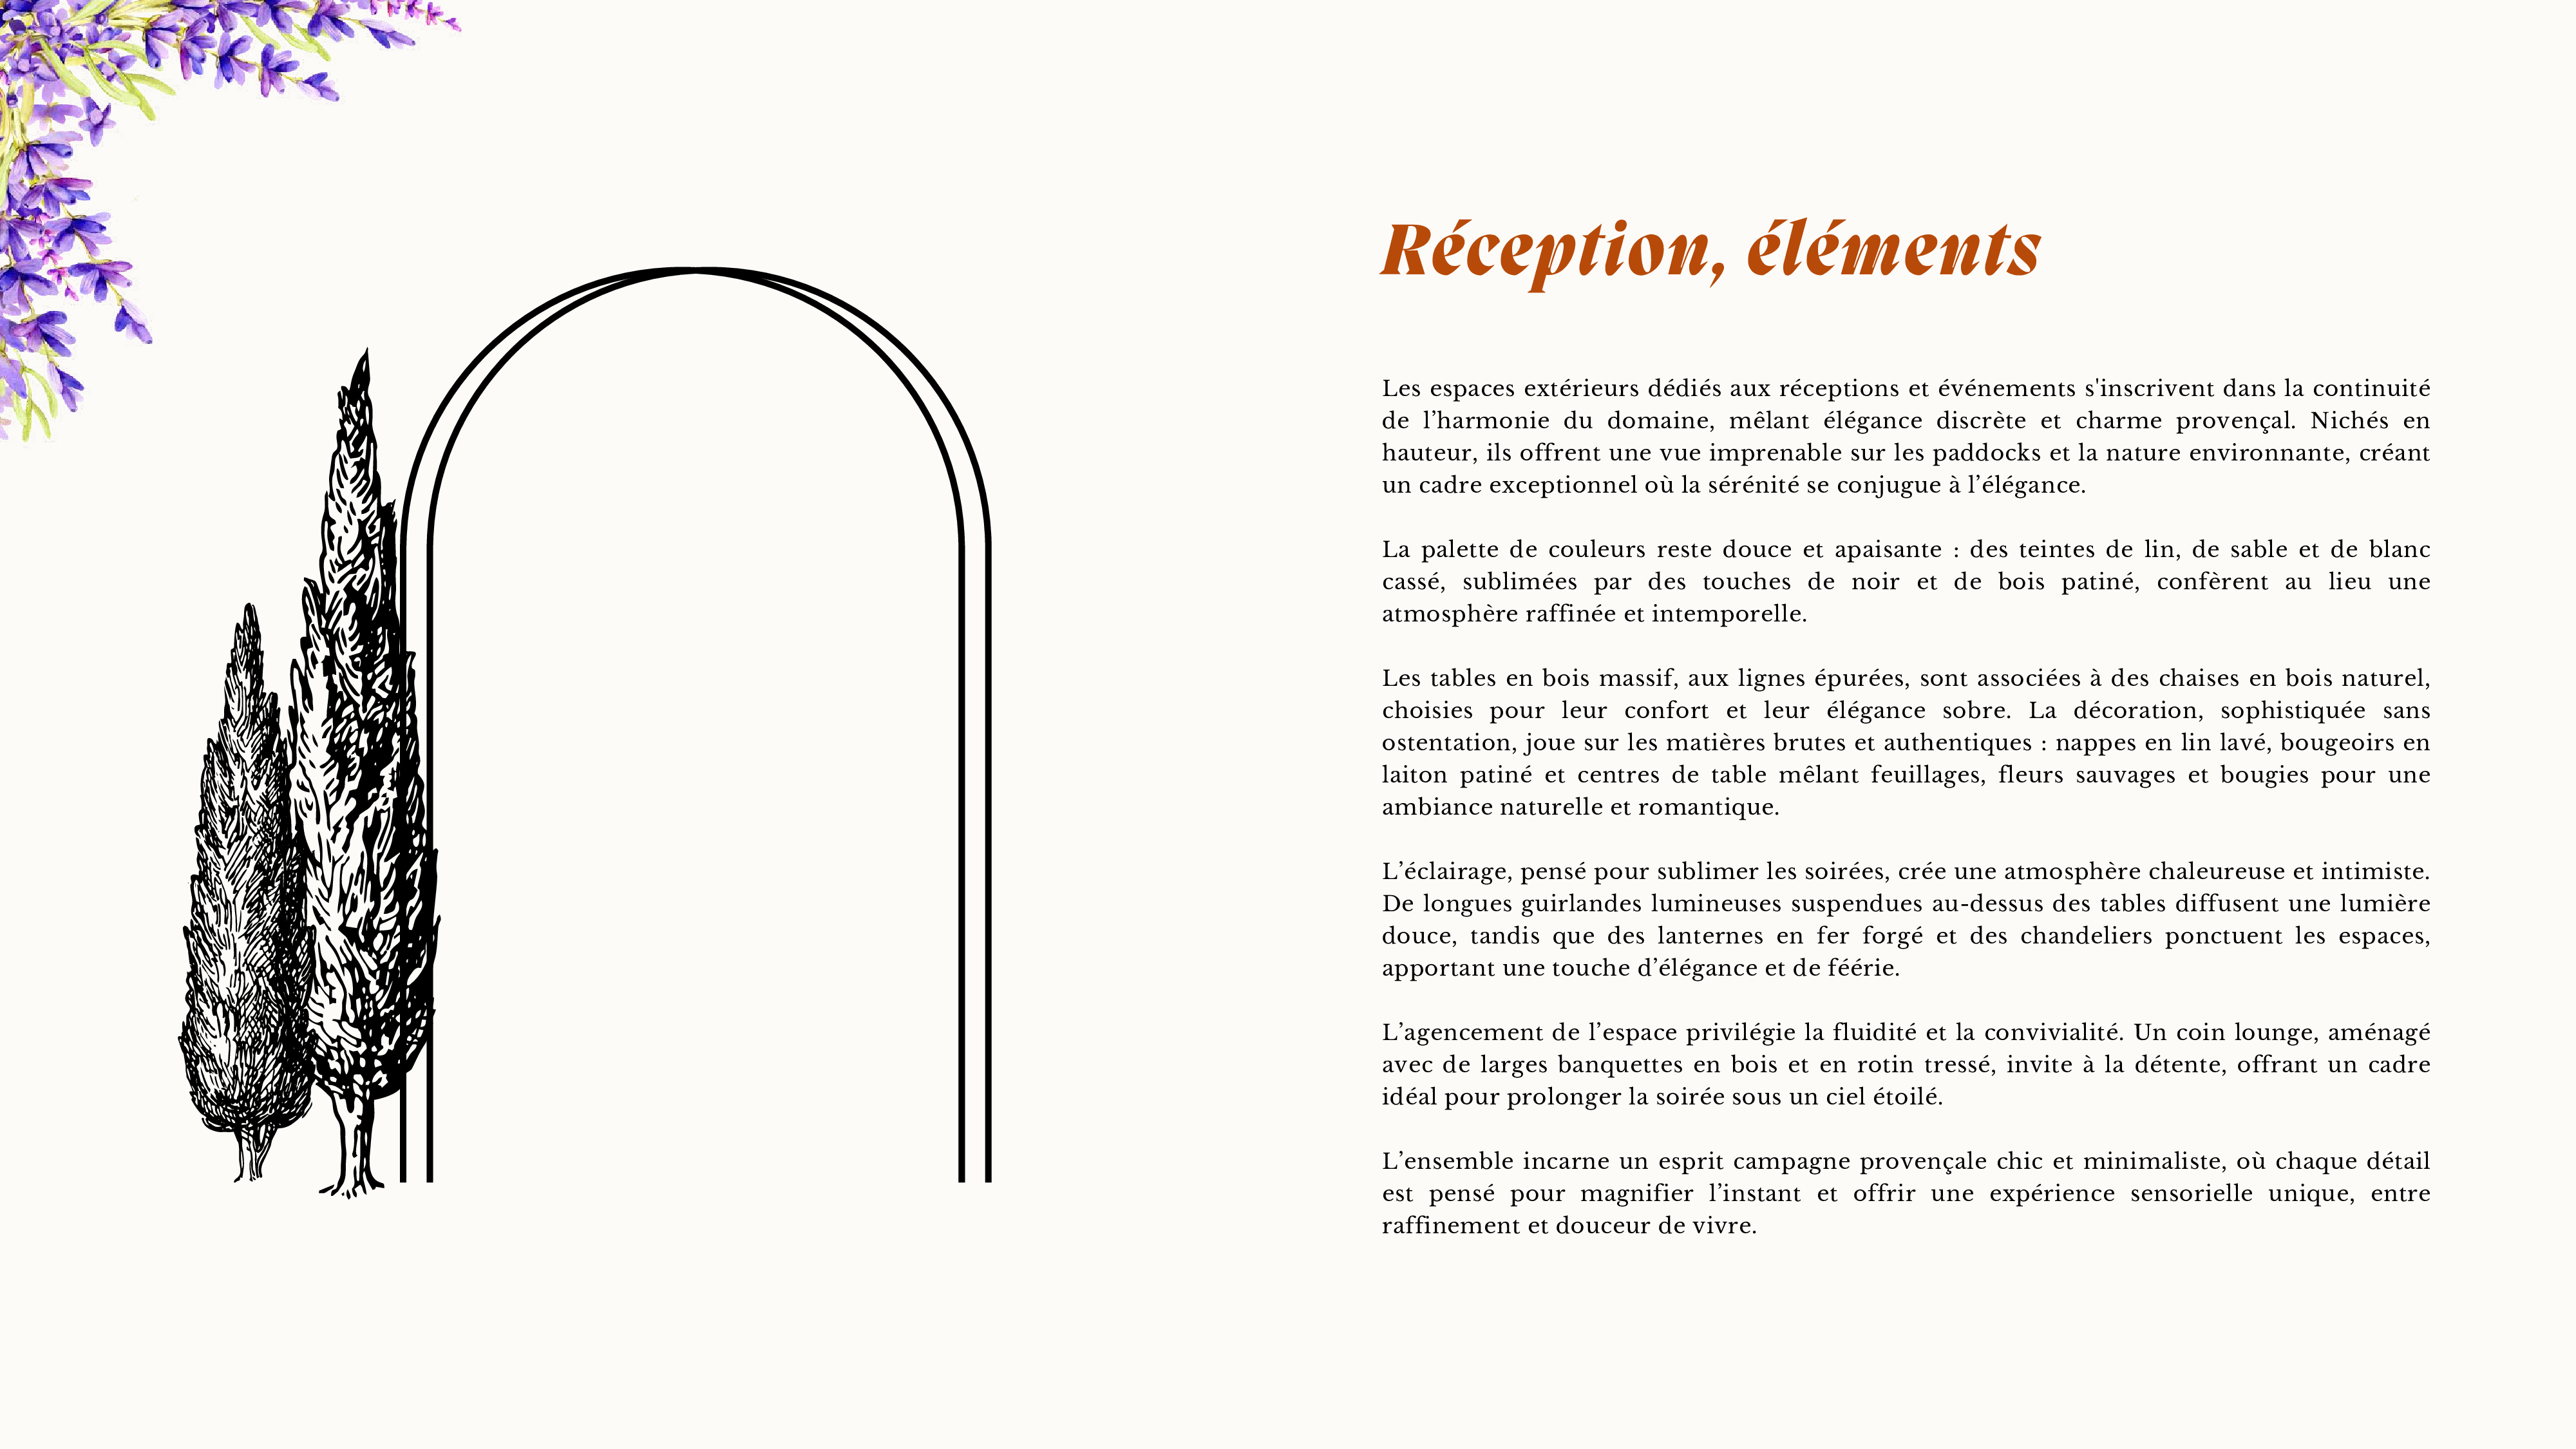 Réception, éléments
Les espaces extérieurs dédiés aux réceptions et événements s'inscrivent dans la continuité
de l’harmonie du domaine, mêlant élégance discrète et charme provençal. Nichés en
hauteur, ils offrent une vue imprenable sur les paddocks et la nature environnante, créant
un cadre exceptionnel où la sérénité se conjugue à l’élégance.
La palette de couleurs reste douce et apaisante : des teintes de lin, de sable et de blanc
cassé, sublimées par des touches de noir et de bois patiné, confèrent au lieu une
atmosphère raffinée et intemporelle.
Les tables en bois massif, aux lignes épurées, sont associées à des chaises en bois naturel,
choisies pour leur confort et leur élégance sobre. La décoration, sophistiquée sans
ostentation, joue sur les matières brutes et authentiques : nappes en lin lavé, bougeoirs en
laiton patiné et centres de table mêlant feuillages, fleurs sauvages et bougies pour une
ambiance naturelle et romantique.
L’éclairage, pensé pour sublimer les soirées, crée une atmosphère chaleureuse et intimiste.
De longues guirlandes lumineuses suspendues au-dessus des tables diffusent une lumière
douce, tandis que des lanternes en fer forgé et des chandeliers ponctuent les espaces,
apportant une touche d’élégance et de féérie.
L’agencement de l’espace privilégie la fluidité et la convivialité. Un coin lounge, aménagé
avec de larges banquettes en bois et en rotin tressé, invite à la détente, offrant un cadre
idéal pour prolonger la soirée sous un ciel étoilé.
L’ensemble incarne un esprit campagne provençale chic et minimaliste, où chaque détail
est pensé pour magnifier l’instant et offrir une expérience sensorielle unique, entre
raffinement et douceur de vivre.